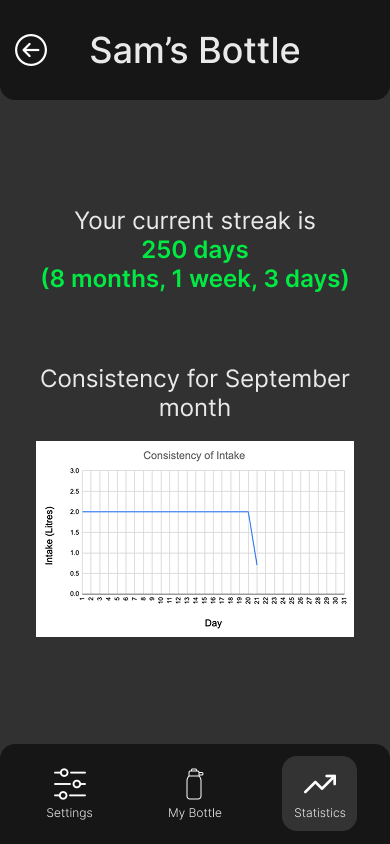 Sam's Bottle
Your current streak is
250 days
(8 months, 1 week, 3 days)
Consistency for September
month
Consistency of Intake
3.0
2.5
2.0
1.5
1.0
0.5
0.0
Intake (Litres)
1 2 3 4 5 6 7 8 9 10 11 12 13 14 15 16 17 18 19 20 21 22 23 24 25 26 27 28 29 30 31
Day
Settings
My Bottle
Statistics